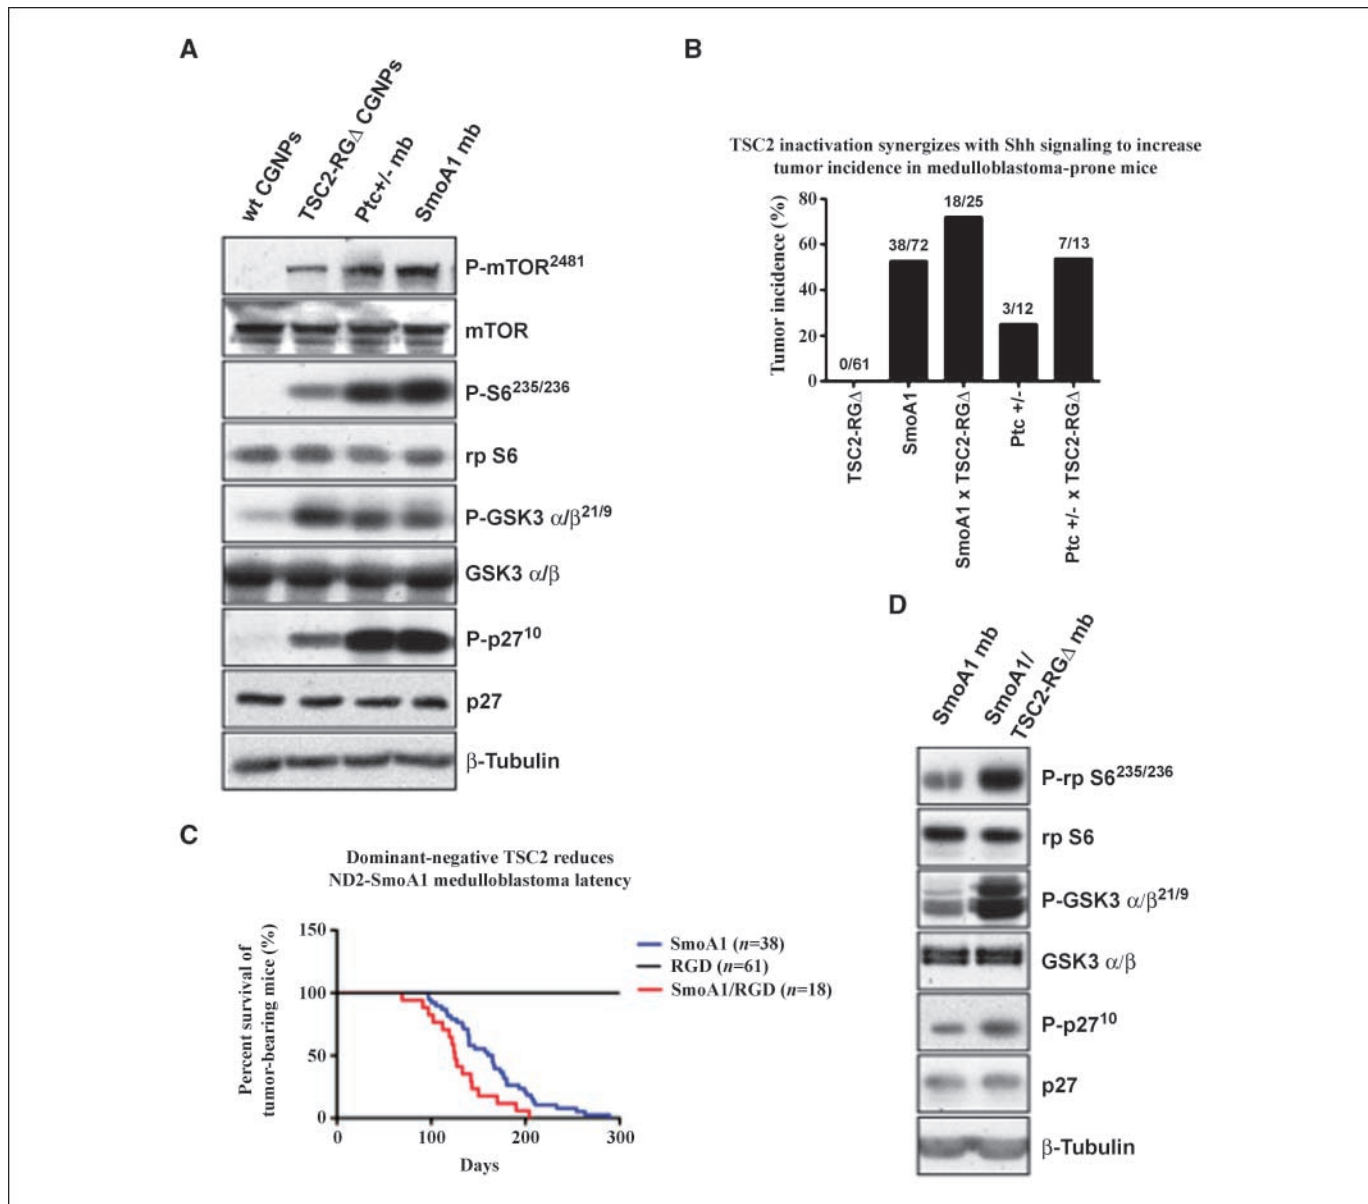 A
wt CGNPs
TSC2-RGΔ CGNPs
Ptc+/- mb
SmoA1 mb
P-mTOR2481
mTOR
P-S6235/236
rp S6
P-GSK3 α/β21/9
GSK3 α/β
P-p2710
p27
β-Tubulin
B
TSC2 inactivation synergizes with Shh signaling to increase
tumor incidence in medulloblastoma-prone mice
Tumor incidence (%)
80
60
40
20
0
0/61
38/72
18/25
3/12
7/13
TSC2-RGΔ
SmoA1
SmoA1 x TSC2-RGΔ
Ptc +/-
Ptc +/- x TSC2-RGΔ
C
Dominant-negative TSC2 reduces
ND2-SmoA1 medulloblastoma latency
Percent survival of
tumor-bearing mice (%)
150
100
50
0
0
100
200
300
Days
SmoA1 (n=38)
RGD (n=61)
SmoA1/RGD (n=18)
D
SmoA1 mb
SmoA1/
TSC2-RGΔ mb
P-rp S6235/236
rp S6
P-GSK3 α/β21/9
GSK3 α/β
P-p2710
p27
β-Tubulin